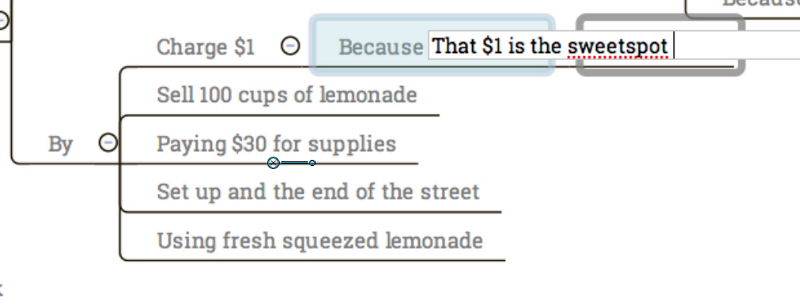 Because
Charge $1 Because That $1 is the sweetspot
Sell 100 cups of lemonade
By Paying $30 for supplies
Set up and the end of the street
Using fresh squeezed lemonade